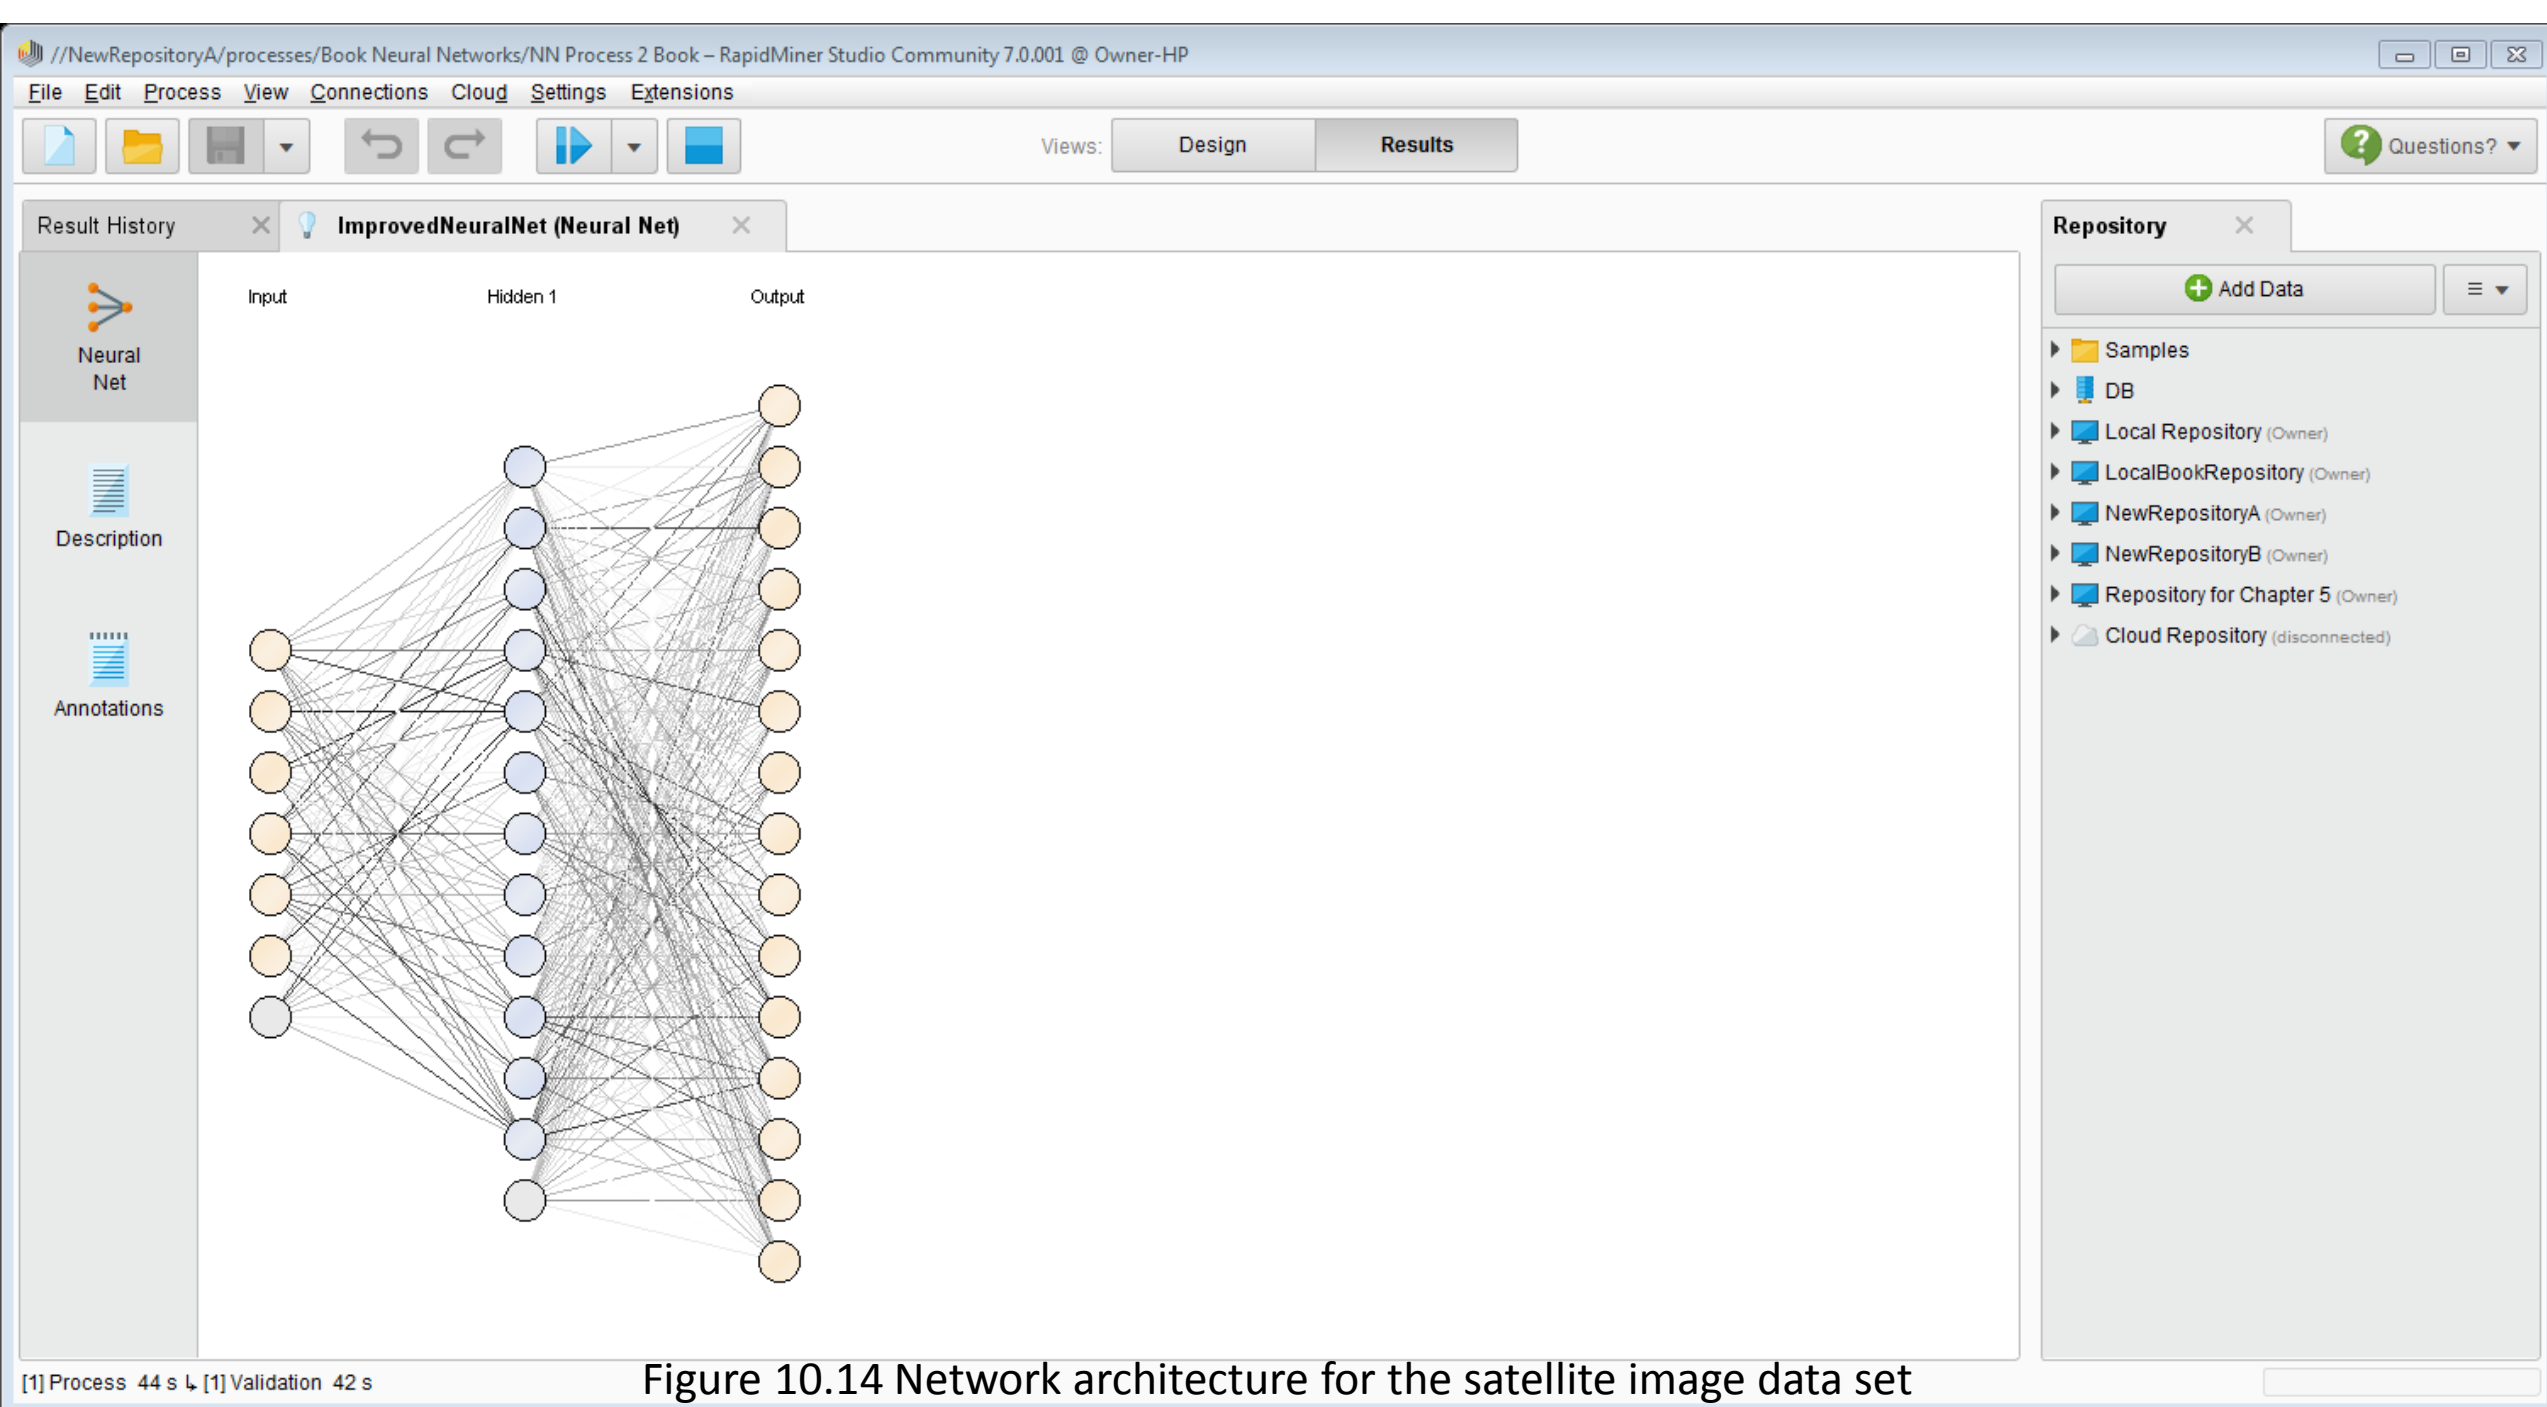 //NewRepositoryA/processes/Book Neural Networks/NN Process 2 Book – RapidMiner Studio Community 7.0.001 @ Owner-HP
File Edit Process View Connections Cloud Settings Extensions
Views: Design Results
Questions?
Result History
ImprovedNeuralNet (Neural Net)
Repository
Neural
Net
Description
Annotations
Input Hidden 1 Output
Add Data
Samples
DB
Local Repository (Owner)
LocalBookRepository (Owner)
NewRepositoryA (Owner)
NewRepositoryB (Owner)
Repository for Chapter 5 (Owner)
Cloud Repository (disconnected)
[1] Process 44 s ↳ [1] Validation 42 s
Figure 10.14 Network architecture for the satellite image data set